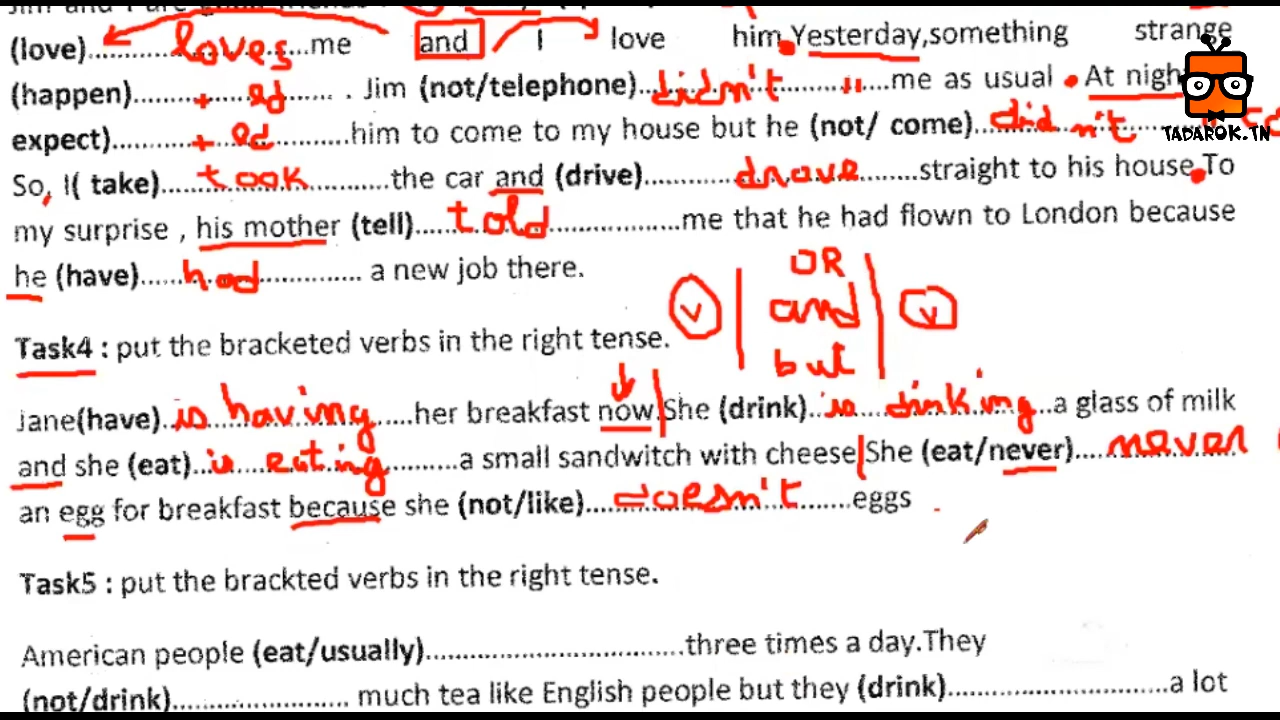 Jim and I are good friends
(love)....loves....me and I love him.Yesterday,something strange
(happen)....+ ed.... . Jim (not/telephone)....didn't "....me as usual . At nigh
expect)....+ ed....him to come to my house but he (not/ come)....didn't
TADAROK.TN
So, I( take)....took....the car and (drive)....drove....straight to his house.To
my surprise , his mother (tell)....told....me that he had flown to London because
he (have)....had.... a new job there.
OR
V and V
but
Task4 : put the bracketed verbs in the right tense.
Jane(have)..is having....her breakfast now.She (drink)..is dinking..a glass of milk
and she (eat)..is eating....a small sandwitch with cheese|She (eat/never)....never
an egg for breakfast because she (not/like)....doesn't....eggs .
Task5 : put the brackted verbs in the right tense.
American people (eat/usually)..............................three times a day.They
(not/drink)..................... much tea like English people but they (drink)..........................a lot